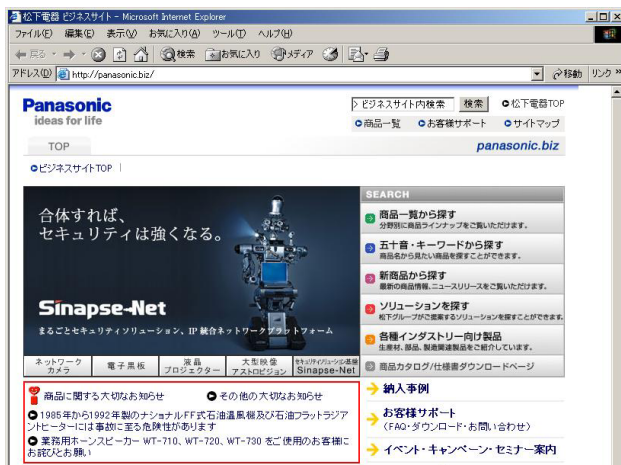 松下電器 ビジネスサイト - Microsoft Internet Explorer
ファイル(F) 編集(E) 表示(V) お気に入り(A) ツール(T) ヘルプ(H)
戻る 検索 お気に入り メディア
アドレス(D) http://panasonic.biz/ 移動 リンク »
Panasonic
ideas for life
> ビジネスサイト内検索 検索 松下電器TOP
商品一覧 お客様サポート サイトマップ
TOP
panasonic.biz
ビジネスサイトTOP
合体すれば、
セキュリティは強くなる。
Sinapse-Net
まるごとセキュリティソリューション、IP 統合ネットワークプラットフォーム
SEARCH
商品一覧から探す
分野別に商品ラインナップをご覧いただけます。
五十音・キーワードから探す
商品名から見たい商品を探すことができます。
新商品から探す
最新の商品情報、ニュースリリースをご覧いただけます。
ソリューションを探す
松下グループがご提案するソリューションを探すことができます。
各種インダストリー向け製品
生産材、部品、製造関連製品をご紹介しています。
商品カタログ/仕様書ダウンロードページ
ネットワーク
カメラ
電子黒板
液晶
プロジェクター
大型映像
アストロビジョン
セキュリティソリューションの基盤
Sinapse-Net
商品に関する大切なお知らせ その他の大切なお知らせ
1985年から1992年製のナショナルFF式石油温風機及び石油フラットラジア
ントヒーターには事故に至る危険性があります
業務用ホーンスピーカー WT-710、WT-720、WT-730 をご使用のお客様に
お詫びとお願い
納入事例
お客様サポート
(FAQ・ダウンロード・お問い合わせ)
イベント・キャンペーン・セミナー案内